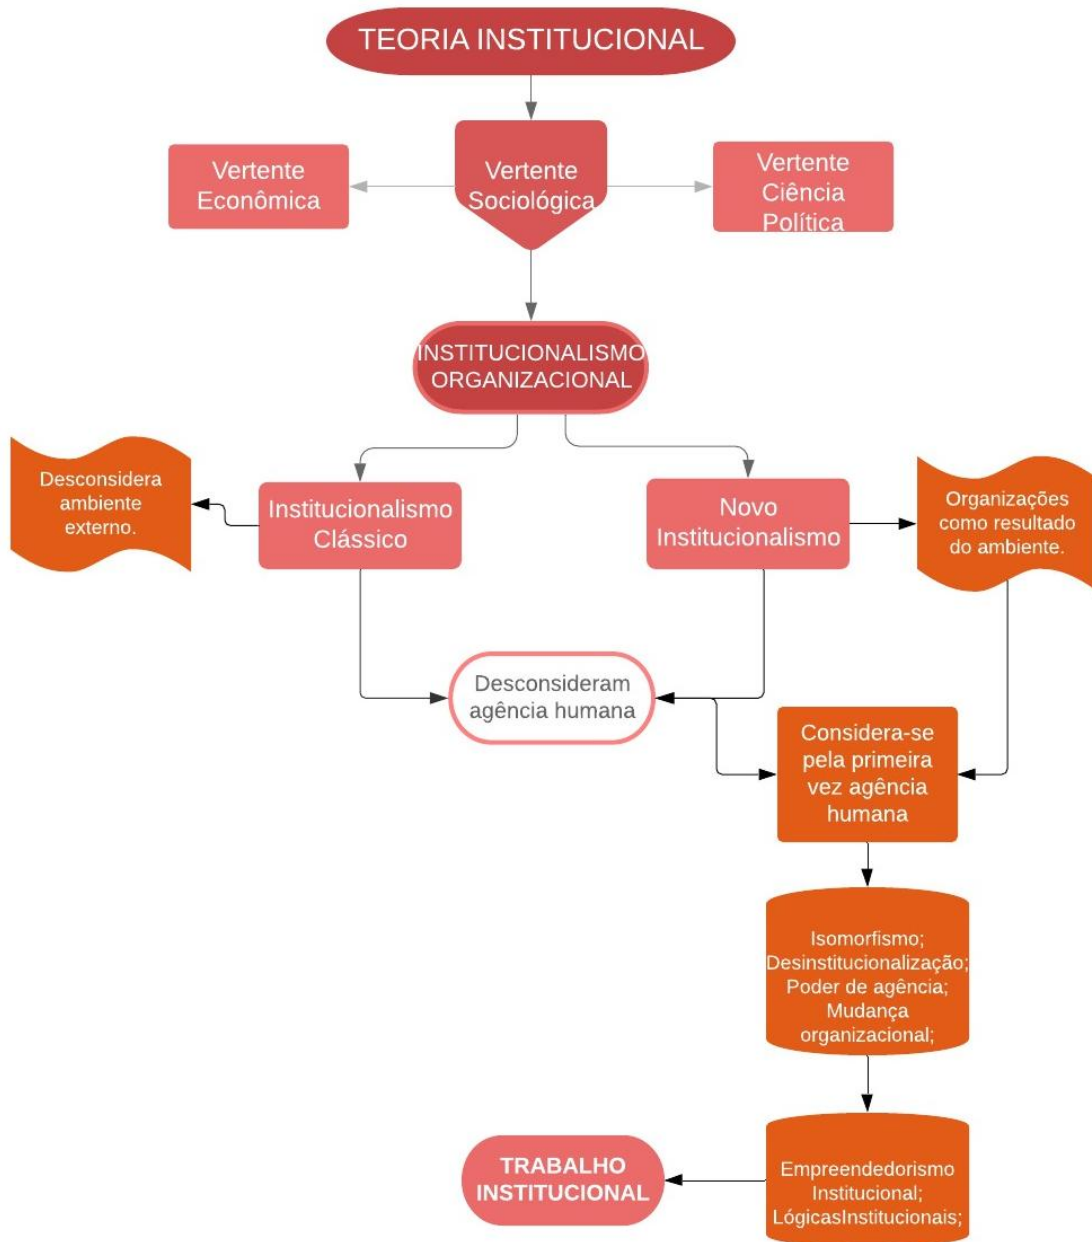 TEORIA INSTITUCIONAL
Vertente
Econômica
Vertente
Sociológica
Vertente
Ciência
Política
INSTITUCIONALISMO
ORGANIZACIONAL
Desconsidera
ambiente
externo.
Institucionalismo
Clássico
Novo
Institucionalismo
Organizações
como resultado
do ambiente.
Desconsideram
agência humana
Considera-se
pela primeira
vez agência
humana
Isomorfismo;
Desinstitucionalização;
Poder de agência;
Mudança
organizacional;
Empreendedorismo
Institucional;
LógicasInstitucionais;
TRABALHO
INSTITUCIONAL